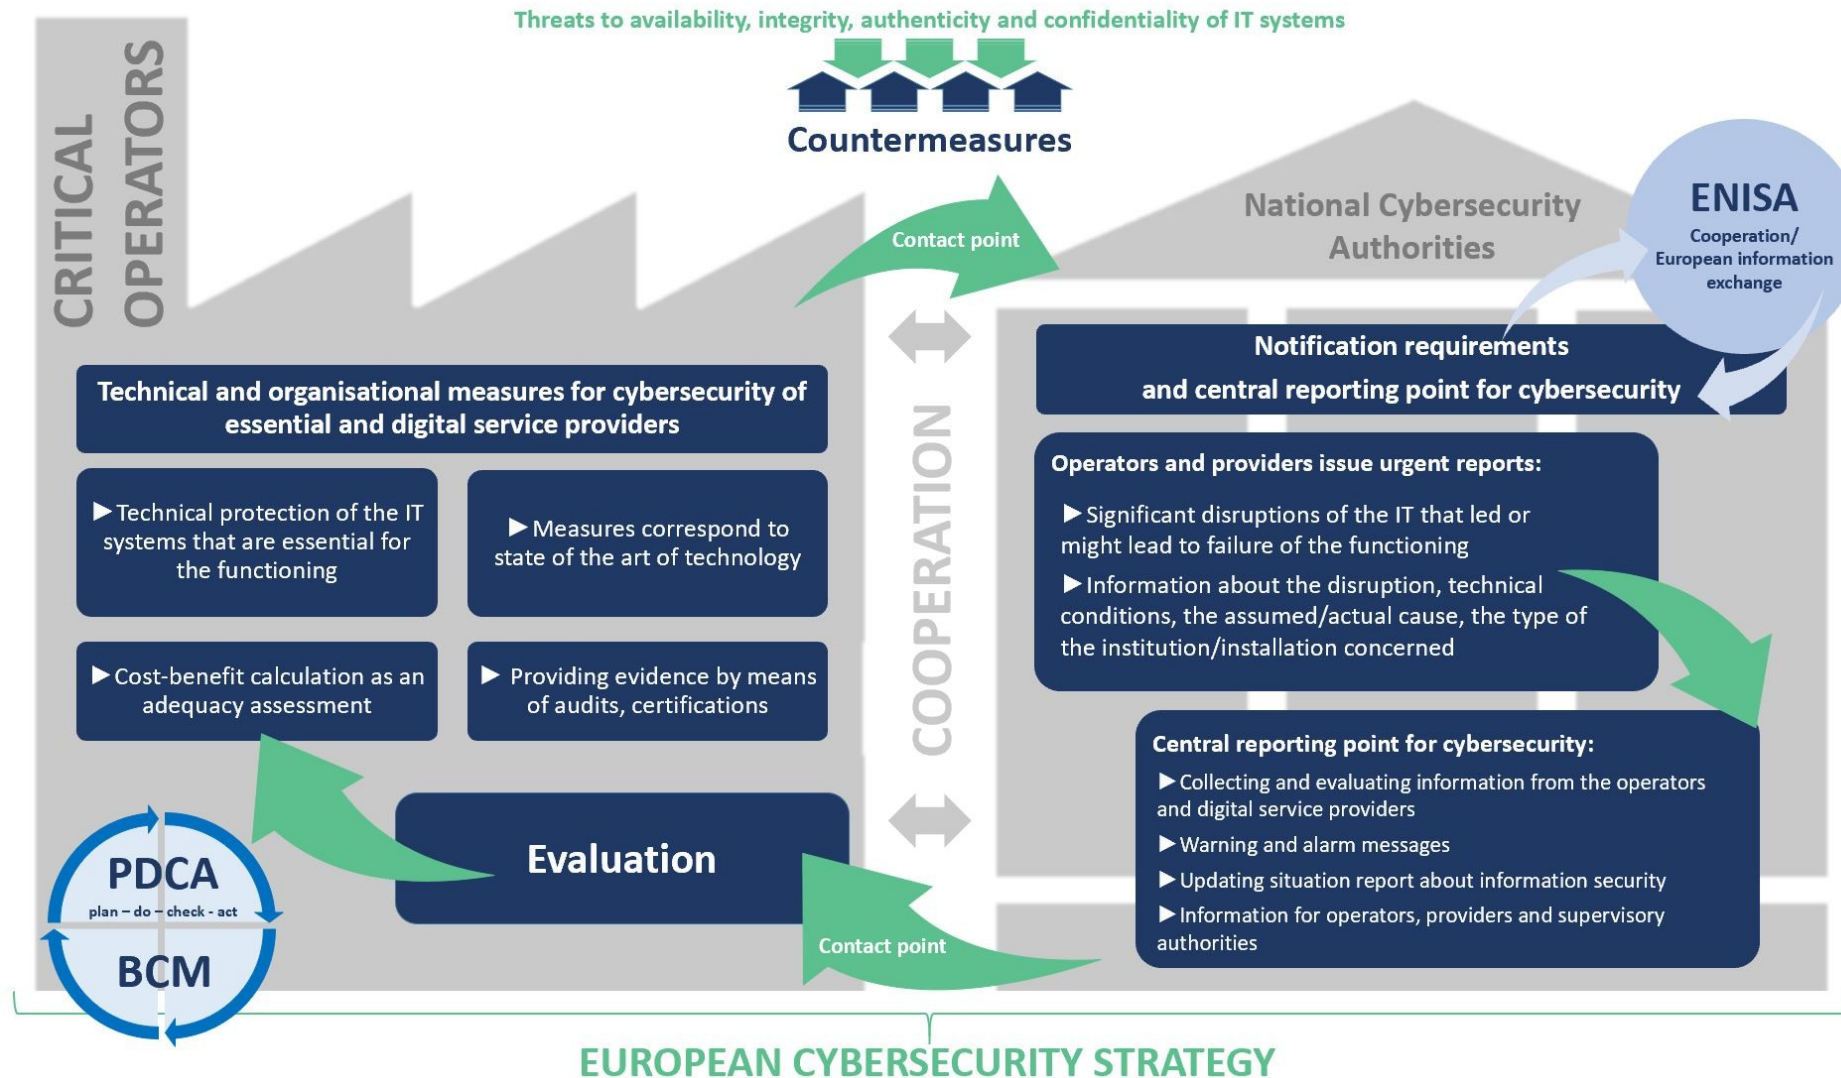 Threats to availability, integrity, authenticity and confidentiality of IT systems
Countermeasures
CRITICAL
OPERATORS
Contact point
National Cybersecurity
Authorities
ENISA
Cooperation/
European information
exchange
Technical and organisational measures for cybersecurity of
essential and digital service providers
►Technical protection of the IT
systems that are essential for
the functioning
►Measures correspond to
state of the art of technology
►Cost-benefit calculation as an
adequacy assessment
► Providing evidence by means
of audits, certifications
Evaluation
PDCA
plan – do – check - act
BCM
COOPERATION
Notification requirements
and central reporting point for cybersecurity
Operators and providers issue urgent reports:
►Significant disruptions of the IT that led or
might lead to failure of the functioning
►Information about the disruption, technical
conditions, the assumed/actual cause, the type of
the institution/installation concerned
Central reporting point for cybersecurity:
►Collecting and evaluating information from the operators
and digital service providers
►Warning and alarm messages
►Updating situation report about information security
►Information for operators, providers and supervisory
authorities
Contact point
EUROPEAN CYBERSECURITY STRATEGY